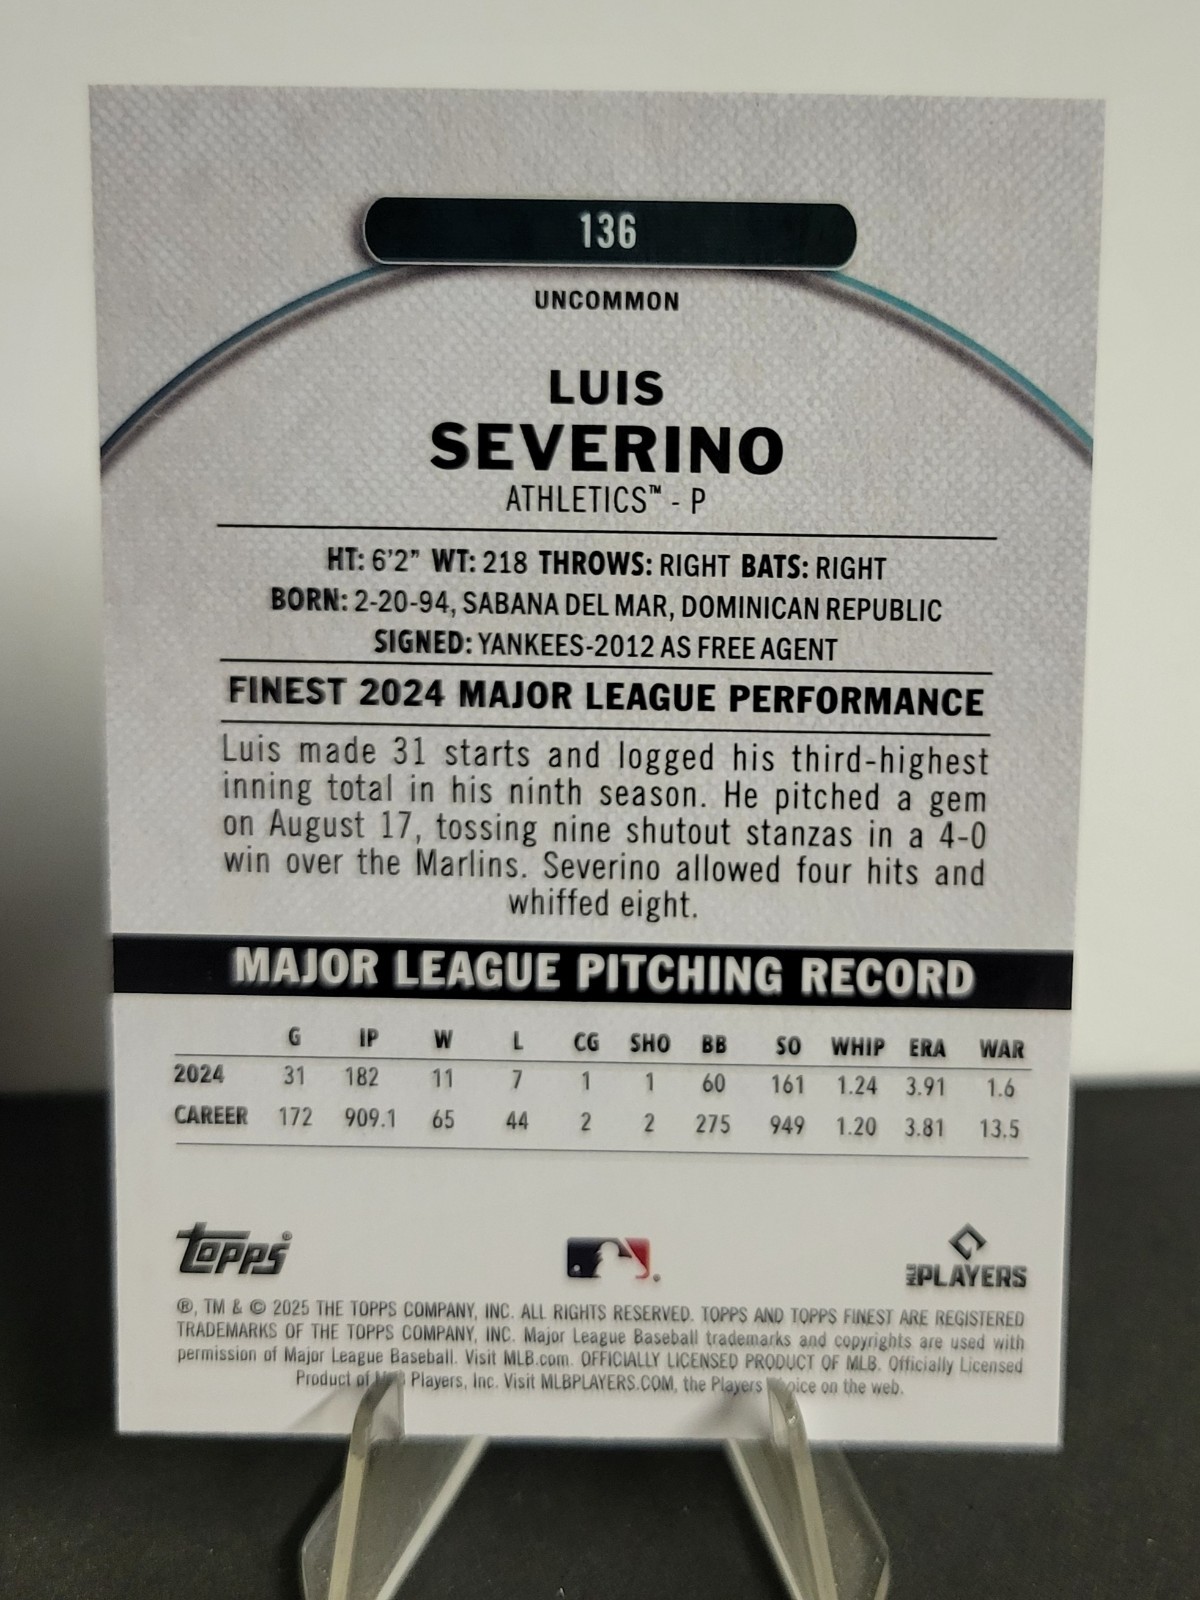 136
UNCOMMON
LUIS
SEVERINO
ATHLETICS™ - P
HT: 6'2" WT: 218 THROWS: RIGHT BATS: RIGHT
BORN: 2-20-94, SABANA DEL MAR, DOMINICAN REPUBLIC
SIGNED: YANKEES-2012 AS FREE AGENT
FINEST 2024 MAJOR LEAGUE PERFORMANCE
Luis made 31 starts and logged his third-highest
inning total in his ninth season. He pitched a gem
on August 17, tossing nine shutout stanzas in a 4-0
win over the Marlins. Severino allowed four hits and
whiffed eight.
MAJOR LEAGUE PITCHING RECORD
G IP W L CG SHO BB SO WHIP ERA WAR
2024 31 182 11 7 1 1 60 161 1.24 3.91 1.6
CAREER 172 909.1 65 44 2 2 275 949 1.20 3.81 13.5
Topps®
MLB PLAYERS
®, TM & © 2025 THE TOPPS COMPANY, INC. ALL RIGHTS RESERVED. TOPPS AND TOPPS FINEST ARE REGISTERED
TRADEMARKS OF THE TOPPS COMPANY, INC. Major League Baseball trademarks and copyrights are used with
permission of Major League Baseball. Visit MLB.com. OFFICIALLY LICENSED PRODUCT OF MLB. Officially Licensed
Product of Players, Inc. Visit MLBPLAYERS.COM, the Players on the web.